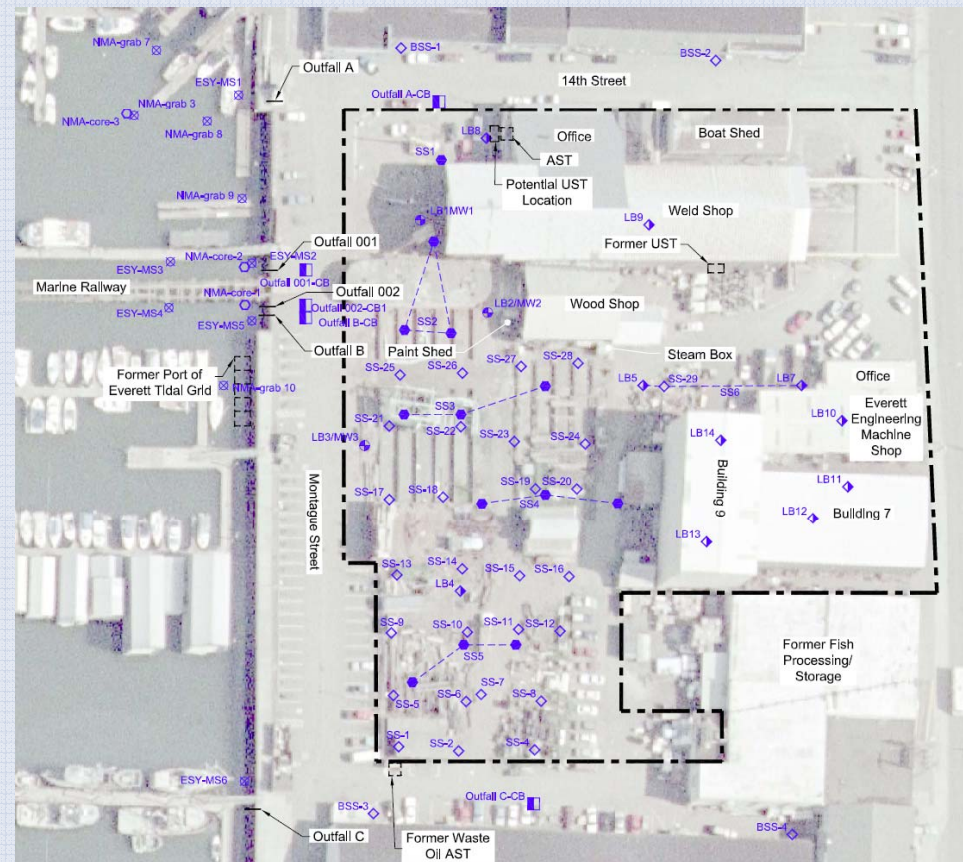 NMA-grab 7
BSS-1
BSS-2
Outfall A
14th Street
ESY-MS1
Outfall A-CB
NMA-grab 3
NMA-core-3
NMA-grab 8
LB8
Office
Boat Shed
AST
SS1
Potential UST
Location
NMA-grab 9
LB1MW1
LB9
Weld Shop
Former UST
Outfall 001
NMA-core-2
ESY-MS2
ESY-MS3
Outfall 001-CB
Marine Railway
Outfall 002
NMA-core-1
ESY-MS4
Outfall 002-CB1
Outfall B-CB
ESY-MS5
LB2/MW2
Wood Shop
SS2
Paint Shed
Outfall B
Steam Box
Former Port of
Everett Tidal Grid
NMA-grab 10
SS-25
SS-26
SS-27
SS-28
LB5
SS-29
SS6
LB7
Office
Everett
Engineering
Machine
Shop
LB10
SS3
SS-21
SS-22
SS-23
SS-24
LB3/MW3
LB14
Building 9
LB11
Building 7
LB12
LB13
SS-17
SS-18
SS-19
SS-20
SS4
Montague Street
SS-13
SS-14
SS-15
SS-16
LB4
SS-9
SS-10
SS-11
SS-12
SS5
Former Fish
Processing/
Storage
SS-5
SS-6
SS-7
SS-8
SS-1
SS-2
SS-4
ESY-MS6
Outfall C-CB
BSS-3
BSS-4
Outfall C
Former Waste
Oil AST